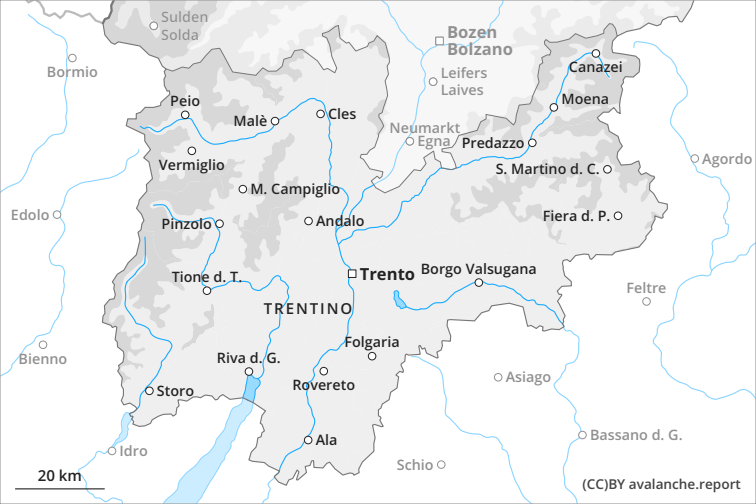 Sulden
Solda
Bozen
Bolzano
Bormio
Canazei
Leifers
Laives
Peio
Moena
Malè
Cles
Neumarkt
Egna
Predazzo
Vermiglio
Agordo
S. Martino d. C.
M. Campiglio
Edolo
Pinzolo
Andalo
Fiera d. P.
Tione d. T.
Trento
Borgo Valsugana
Feltre
TRENTINO
Folgaria
Bienno
Riva d. G.
Rovereto
Asiago
Storo
Ala
Bassano d. G.
Idro
Schio
20 km
(CC)BY avalanche.report